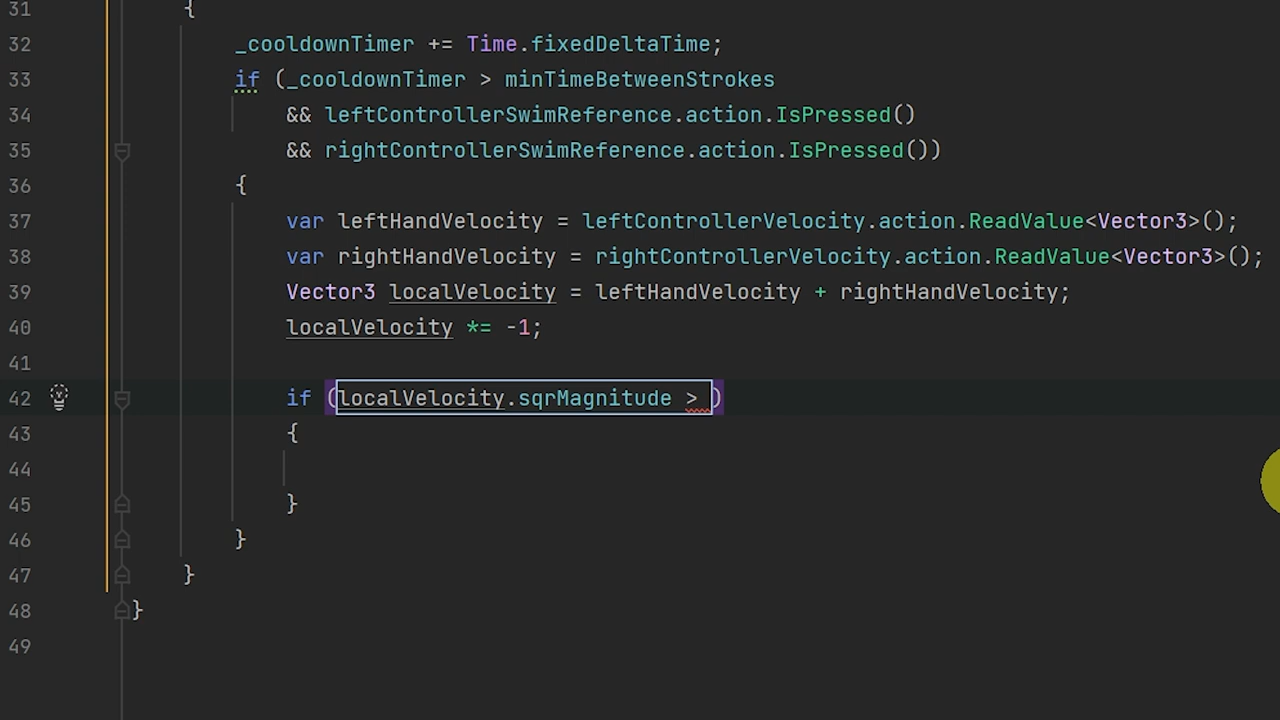 31 {
32 _cooldownTimer += Time.fixedDeltaTime;
33 if (_cooldownTimer > minTimeBetweenStrokes
34 && leftControllerSwimReference.action.IsPressed()
35 && rightControllerSwimReference.action.IsPressed())
36 {
37 var leftHandVelocity = leftControllerVelocity.action.ReadValue<Vector3>();
38 var rightHandVelocity = rightControllerVelocity.action.ReadValue<Vector3>();
39 Vector3 localVelocity = leftHandVelocity + rightHandVelocity;
40 localVelocity *= -1;
41
42 if (localVelocity.sqrMagnitude > )
43 {
44
45 }
46 }
47 }
48 }
49